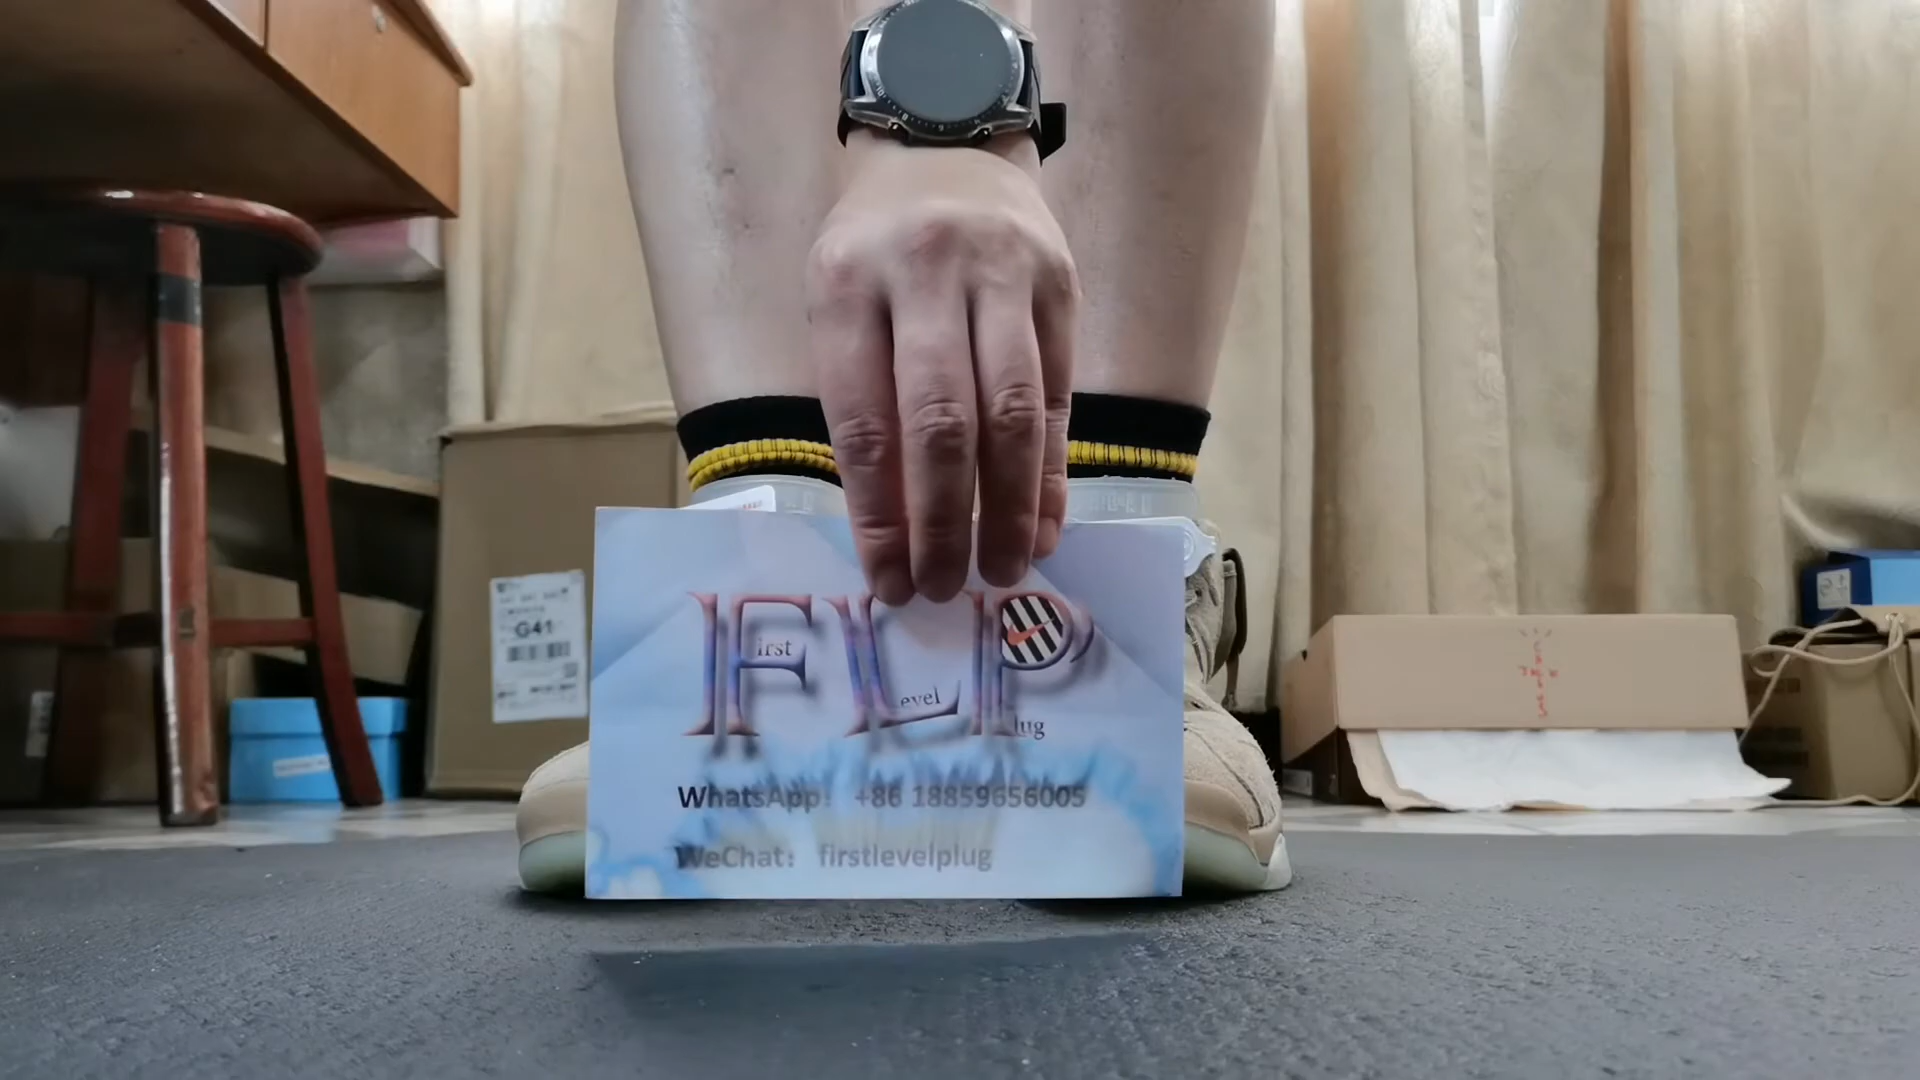 FLP
irst
evel
lug
WhatsApp: +86 18859656005
WeChat: firstlevelplug
G41